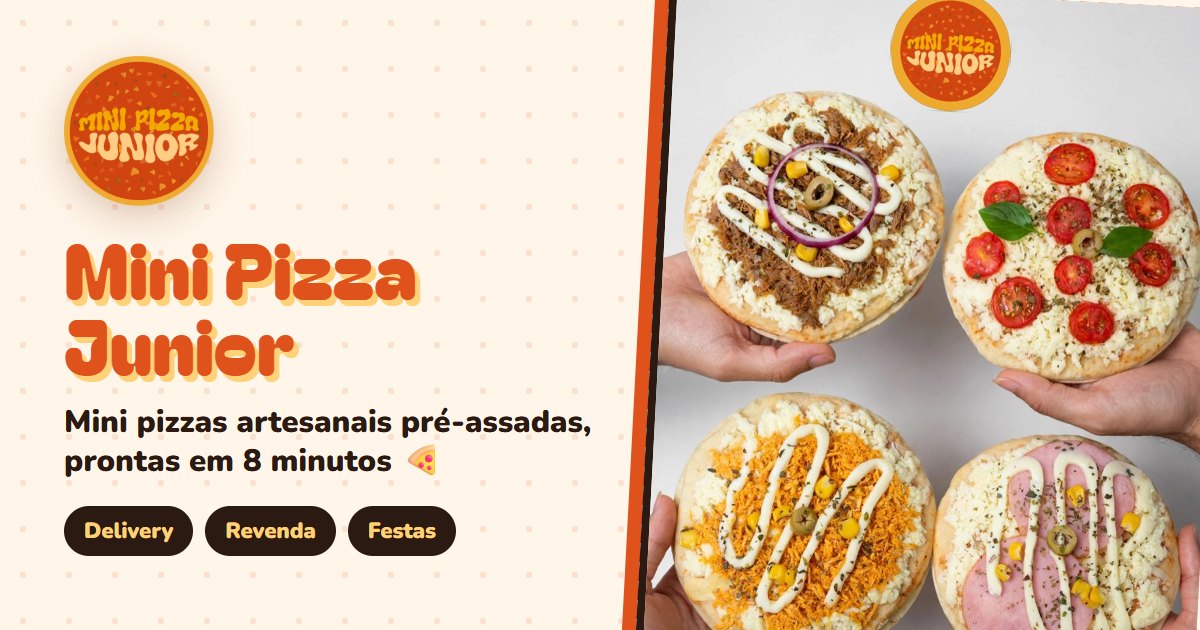 MINI PIZZA
JUNIOR
Mini Pizza
Junior
Mini pizzas artesanais pré-assadas,
prontas em 8 minutos
Delivery
Revenda
Festas
MINI PIZZA
JUNIOR